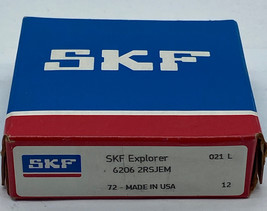 SKF
SKF Explorer 021 L
6206 2RSJEM
SKF
72 - MADE IN USA 12